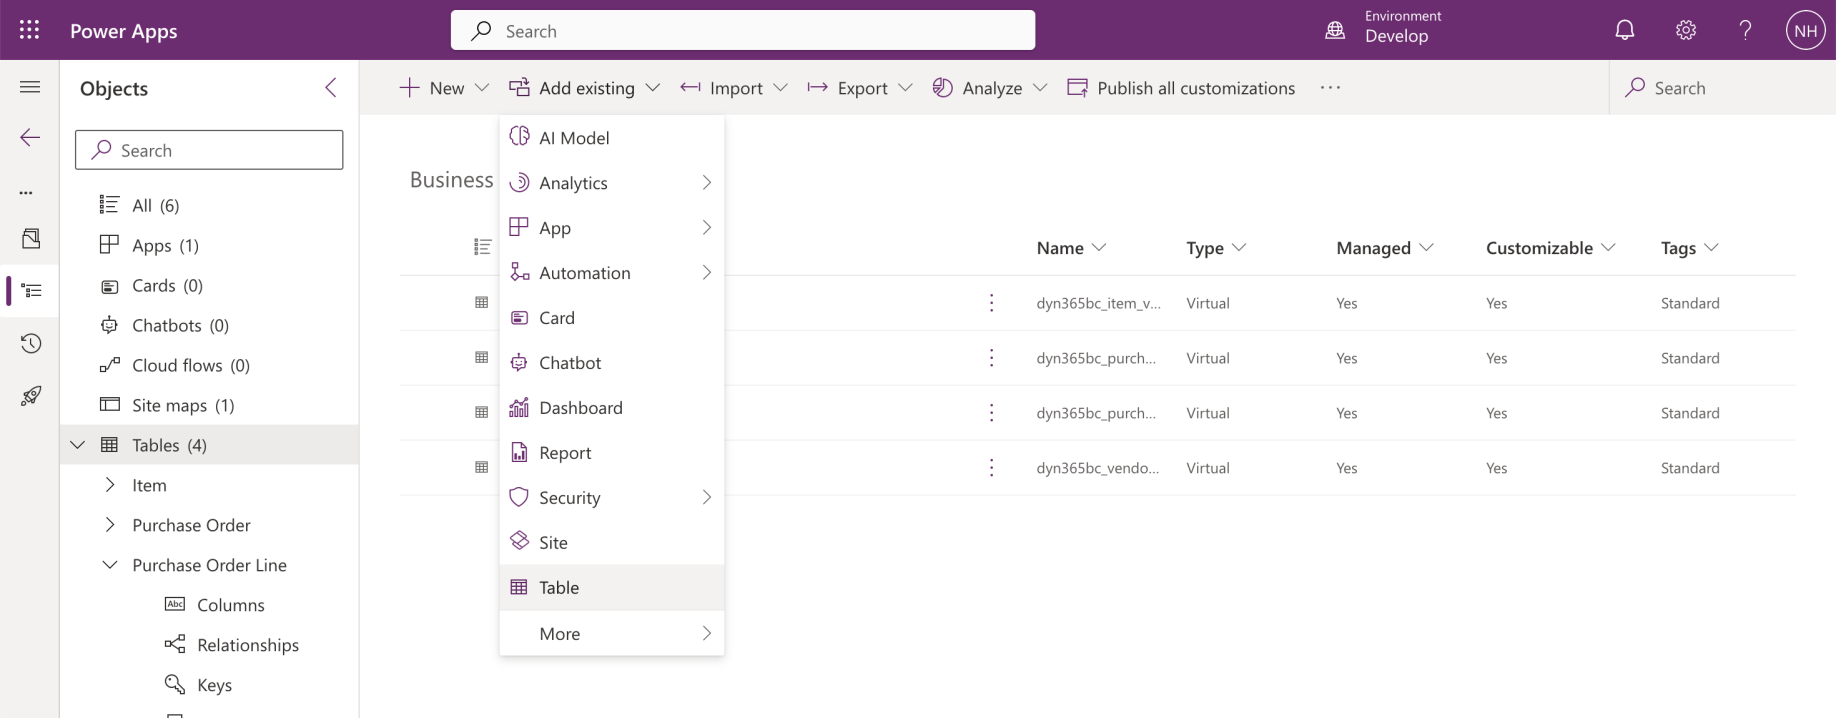 Power Apps
Search
Environment
Develop
NH
Objects
New
Add existing
Import
Export
Analyze
Publish all customizations
Search
Search
All (6)
Apps (1)
Cards (0)
Chatbots (0)
Cloud flows (0)
Site maps (1)
Tables (4)
Item
Purchase Order
Purchase Order Line
Abc Columns
Relationships
Keys
AI Model
Analytics
App
Automation
Card
Chatbot
Dashboard
Report
Security
Site
Table
More
Business
Name Type Managed Customizable Tags
dyn365bc_item_v... Virtual Yes Yes Standard
dyn365bc_purch... Virtual Yes Yes Standard
dyn365bc_purch... Virtual Yes Yes Standard
dyn365bc_vendo... Virtual Yes Yes Standard